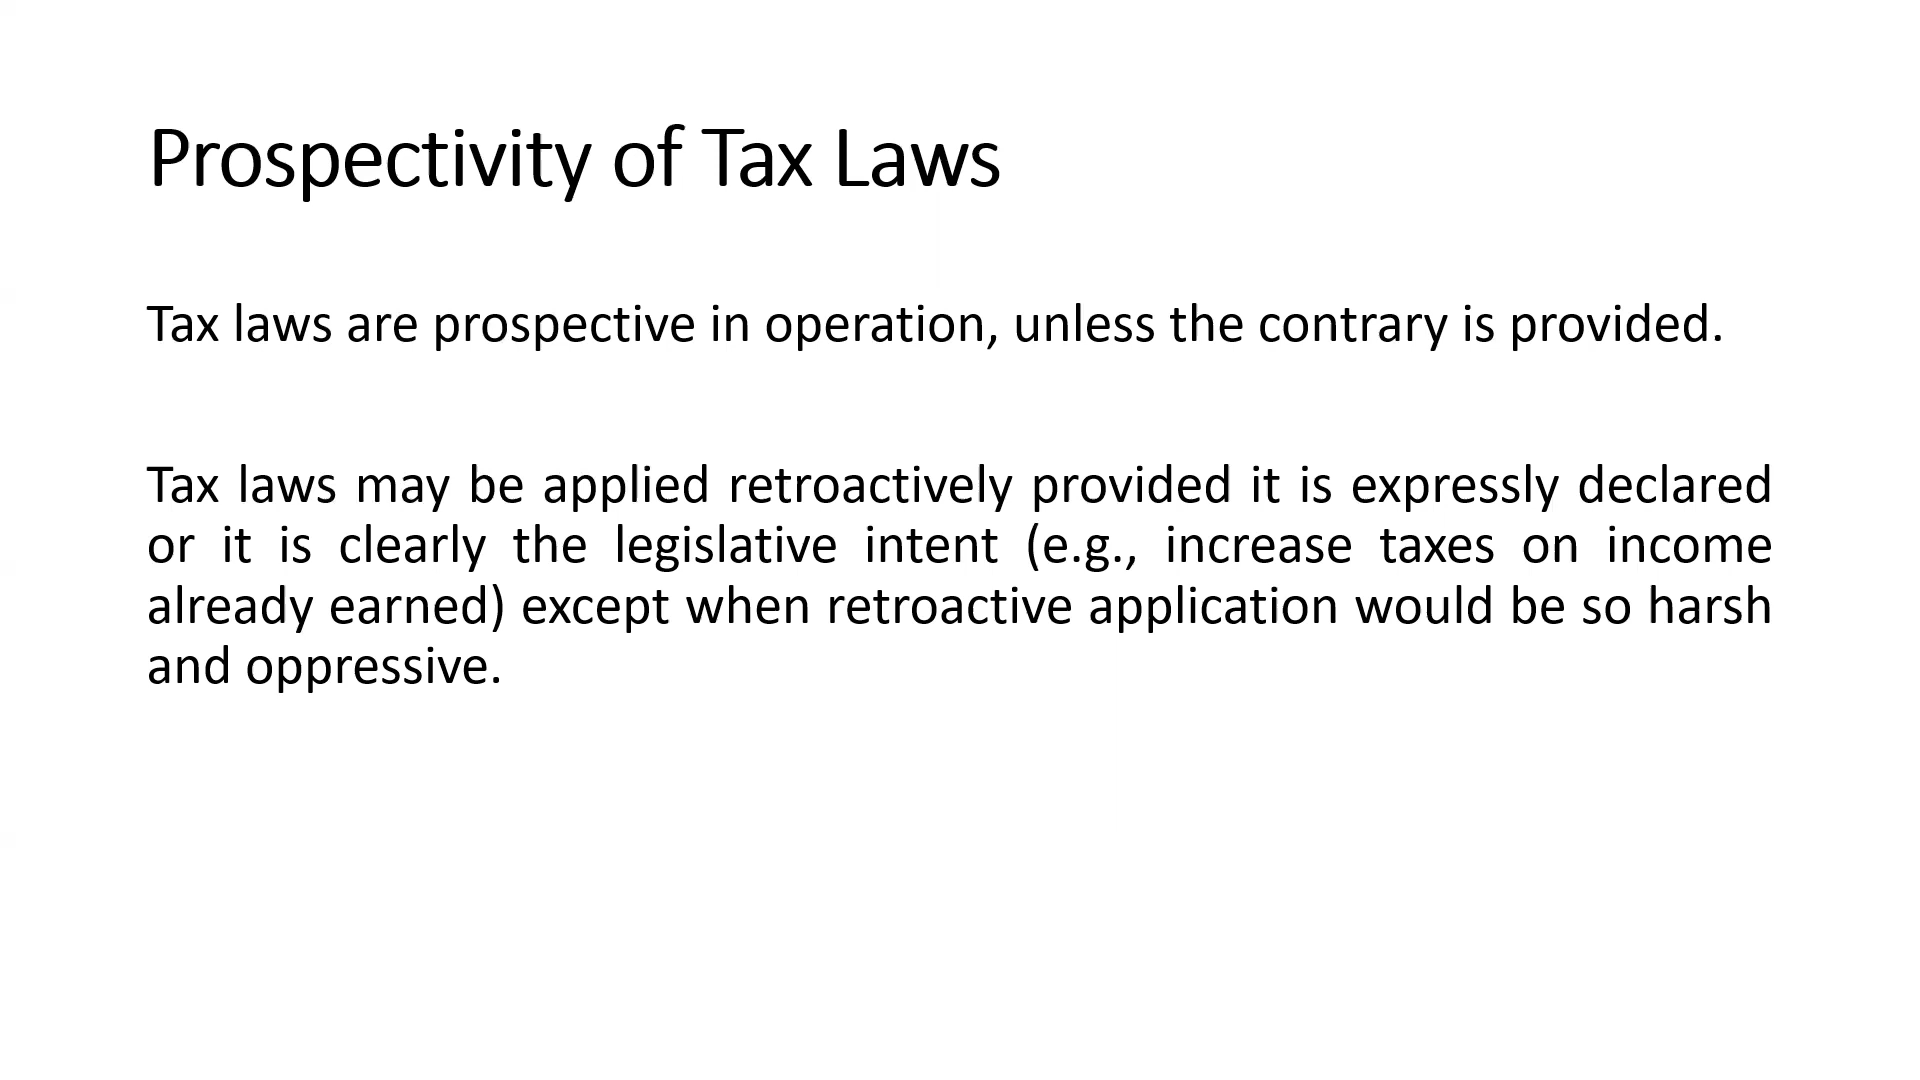 Prospectivity of Tax Laws
Tax laws are prospective in operation, unless the contrary is provided.
Tax laws may be applied retroactively provided it is expressly declared
or it is clearly the legislative intent (e.g., increase taxes on income
already earned) except when retroactive application would be so harsh
and oppressive.